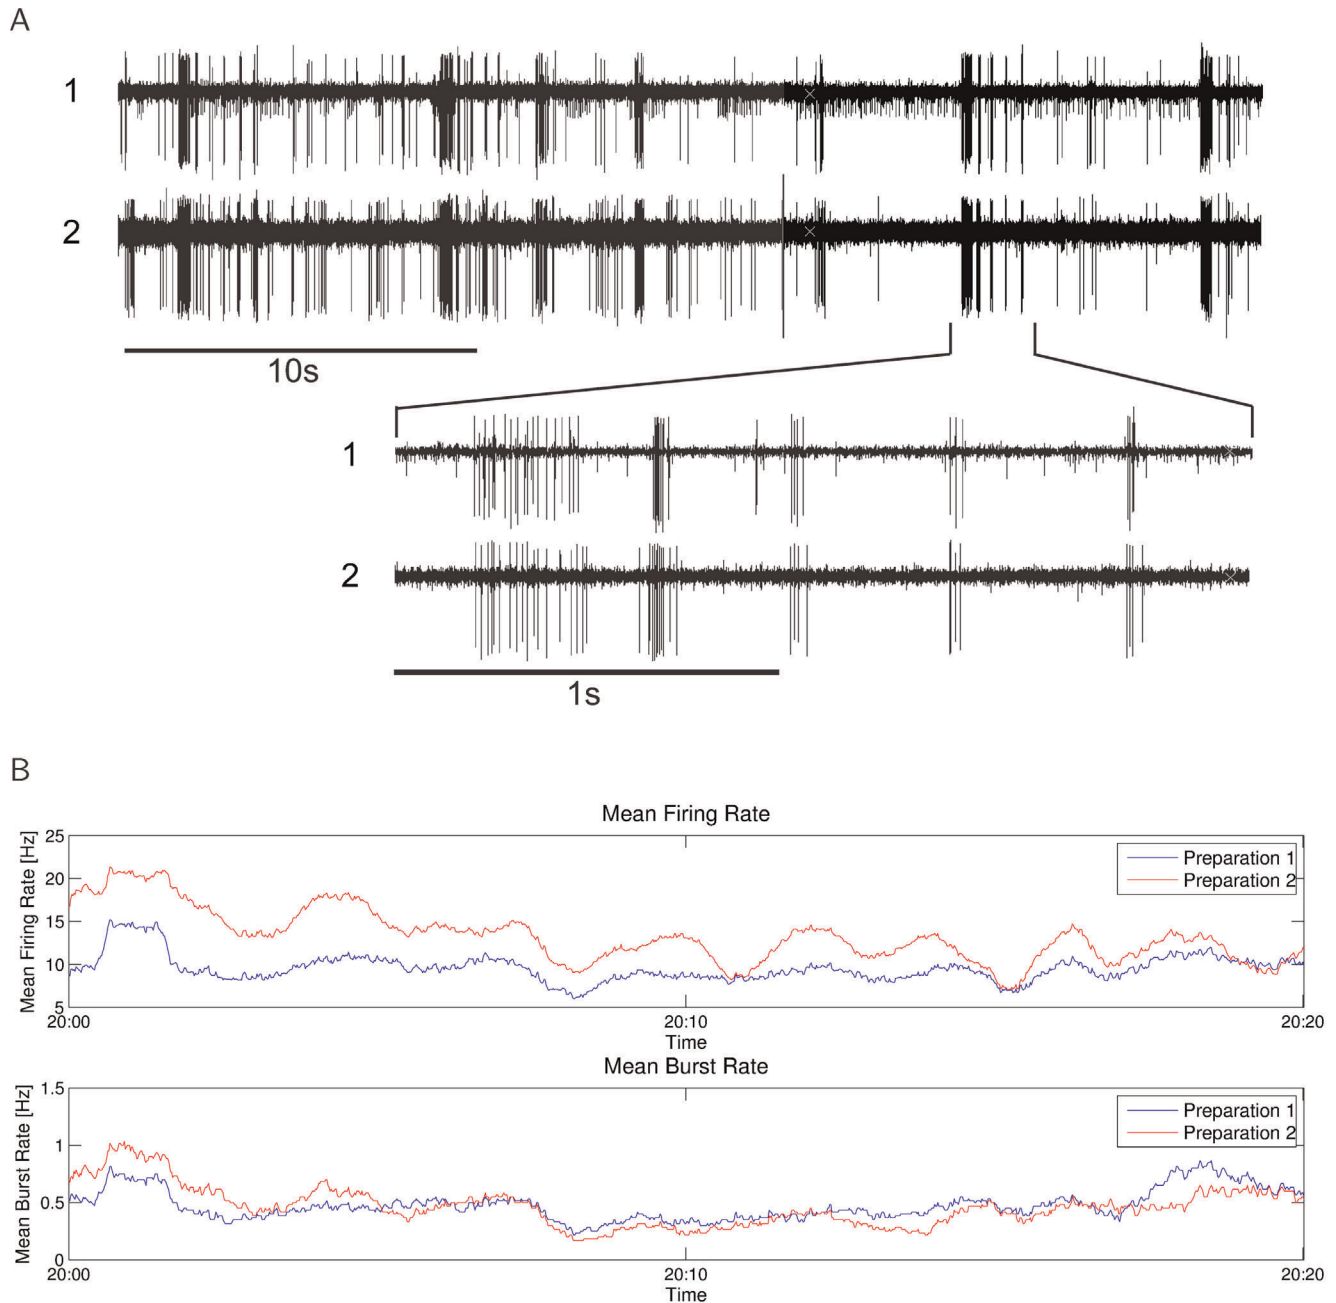 A
1
2
10s
1
2
1s
B
Mean Firing Rate
Mean Firing Rate [Hz]
25
20
15
10
5
Preparation 1
Preparation 2
20:00
20:10
20:20
Time
Mean Burst Rate
Mean Burst Rate [Hz]
1.5
1
0.5
0
Preparation 1
Preparation 2
20:00
20:10
20:20
Time